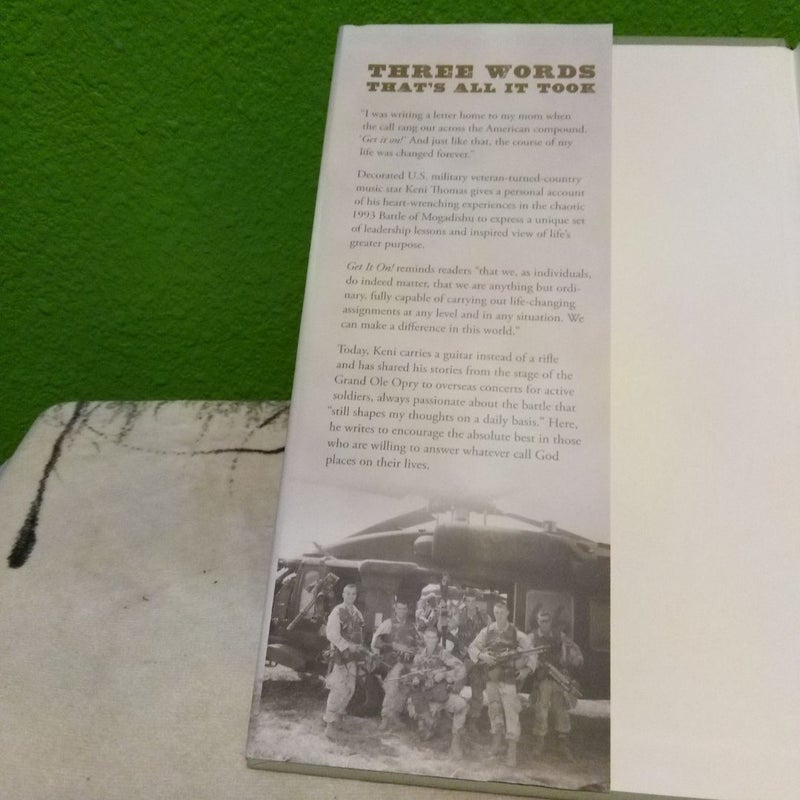 THREE WORDS
THAT'S ALL IT TOOK
"I was writing a letter home to my mom when
the call rang out across the American compound.
'Get it on!' And just like that, the course of my
life was changed forever."
Decorated U.S. military veteran-turned-country
music star Keni Thomas gives a personal account
of his heart-wrenching experiences in the chaotic
1993 Battle of Mogadishu to express a unique set
of leadership lessons and inspired view of life's
greater purpose.
Get It On! reminds readers "that we, as individuals,
do indeed matter, that we are anything but ordi-
nary, fully capable of carrying out life-changing
assignments at any level and in any situation. We
can make a difference in this world."
Today, Keni carries a guitar instead of a rifle
and has shared his stories from the stage of the
Grand Ole Opry to overseas concerts for active
soldiers, always passionate about the battle that
"still shapes my thoughts on a daily basis." Here,
he writes to encourage the absolute best in those
who are willing to answer whatever call God
places on their lives.